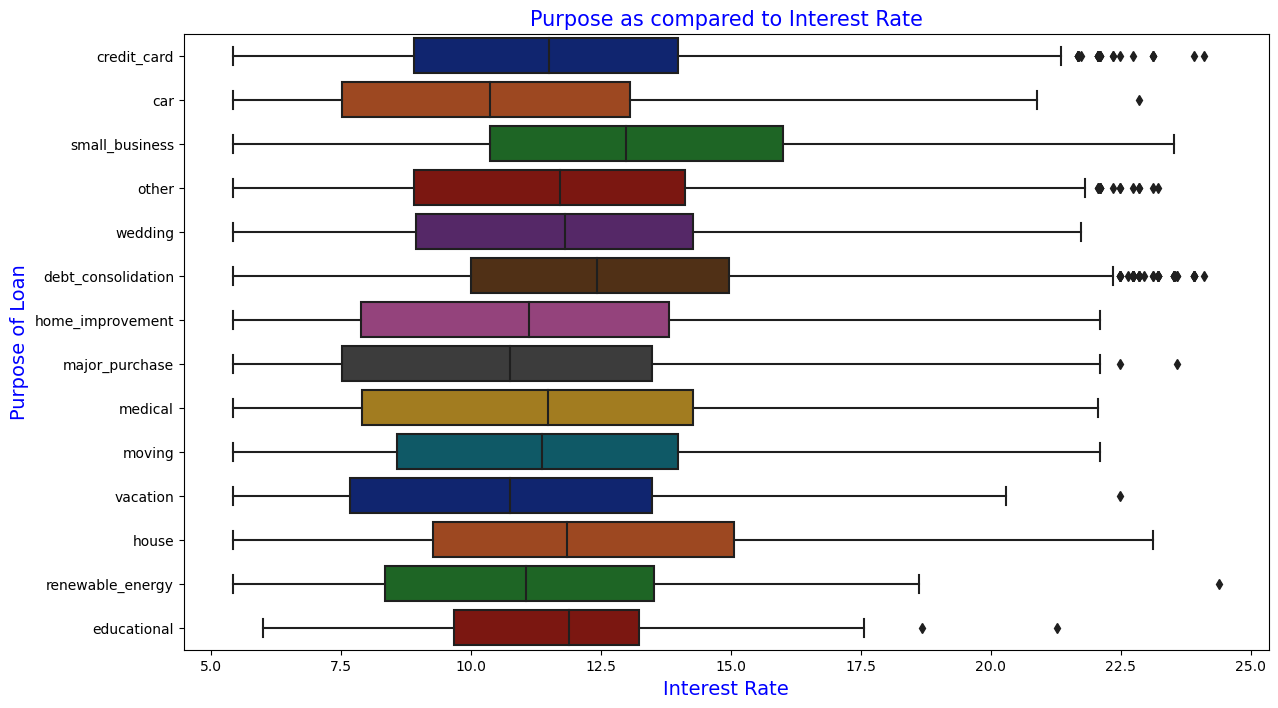 Purpose as compared to Interest Rate
Purpose of Loan
credit_card
car
small_business
other
wedding
debt_consolidation
home_improvement
major_purchase
medical
moving
vacation
house
renewable_energy
educational
5.0 7.5 10.0 12.5 15.0 17.5 20.0 22.5 25.0
Interest Rate